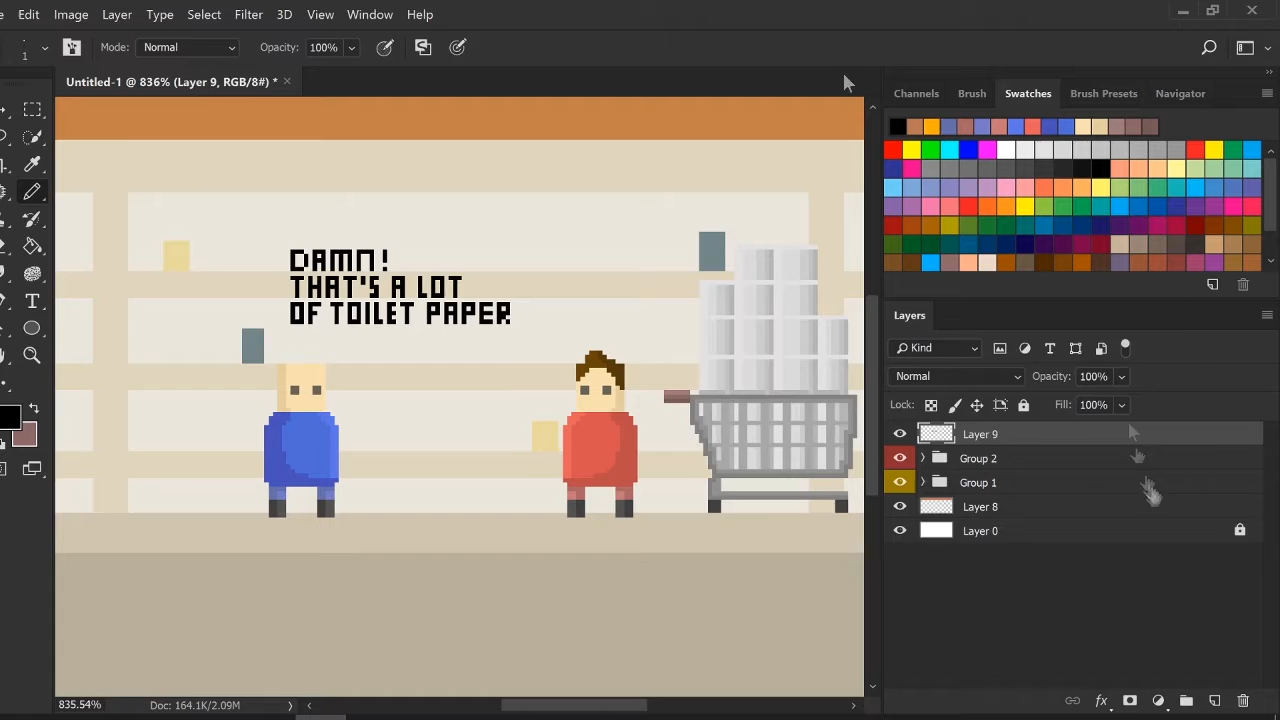 Edit Image Layer Type Select Filter 3D View Window Help
1 Mode: Normal Opacity: 100%
Untitled-1 @ 836% (Layer 9, RGB/8#) * ×
Channels Brush Swatches Brush Presets Navigator
DAMN!
THAT'S A LOT
OF TOILET PAPER
Layers
Kind
Normal Opacity: 100%
Lock: Fill: 100%
Layer 9
Group 2
Group 1
Layer 8
Layer 0
835.54% Doc: 164.1K/2.09M
fx